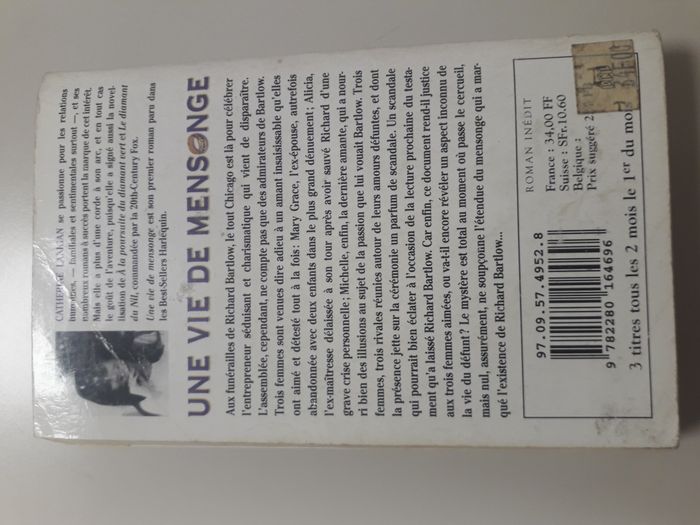 CATHERINE LANIGAN se passionne pour les relations
humaines, — familiales et sentimentales surtout —, et ses
nombreux romans à succès portent la marque de cet intérêt.
Mais elle a plus d'une corde à son arc, et en tout cas
le goût de l'aventure, puisqu'elle a signé aussi la novel-
lisation de À la poursuite du diamant vert et Le diamant
du Nil, commandée par la 20th-Century Fox.
Une vie de mensonge est son premier roman paru dans
les Best-Sellers Harlequin.
UNE VIE DE MENSONGE
Aux funérailles de Richard Bartlow, le tout Chicago est là pour célébrer
l'entrepreneur séduisant et charismatique qui vient de disparaître.
L'assemblée, cependant, ne compte pas que des admirateurs de Bartlow.
Trois femmes sont venues dire adieu à un amant insaisissable qu'elles
ont aimé et détesté tout à la fois : Mary Grace, l'ex-épouse, autrefois
abandonnée avec deux enfants dans le plus grand dénuement ; Alicia,
l'ex-maîtresse délaissée à son tour après avoir sauvé Richard d'une
grave crise personnelle ; Michelle, enfin, la dernière amante, qui a nour-
ri bien des illusions au sujet de la passion que lui vouait Bartlow. Trois
femmes, trois rivales réunies autour de leurs amours défuntes, et dont
la présence jette sur la cérémonie un parfum de scandale. Un scandale
qui pourrait bien éclater à l'occasion de la lecture prochaine du testa-
ment qu'a laissé Richard Bartlow. Car enfin, ce document rend-il justice
aux trois femmes aimées, ou va-t-il encore révéler un aspect inconnu de
la vie du défunt ? Le mystère est total au moment où passe le cercueil,
mais nul, assurément, ne soupçonne l'étendue du mensonge qui a mar-
qué l'existence de Richard Bartlow...
ROMAN INÉDIT
France : 34,00 FF
Suisse : SFr.10.60
Belgique :
Prix suggéré 2
97.09.57.4952.8
9 782280 164696
3 titres tous les 2 mois le 1er du mois